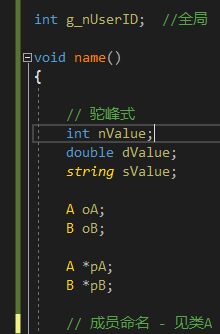 int g_nUserID;  //全局
void name()
{
// 驼峰式
int nValue;
double dValue;
string sValue;
A oA;
B oB;
A *pA;
B *pB;
// 成员命名 - 见类A